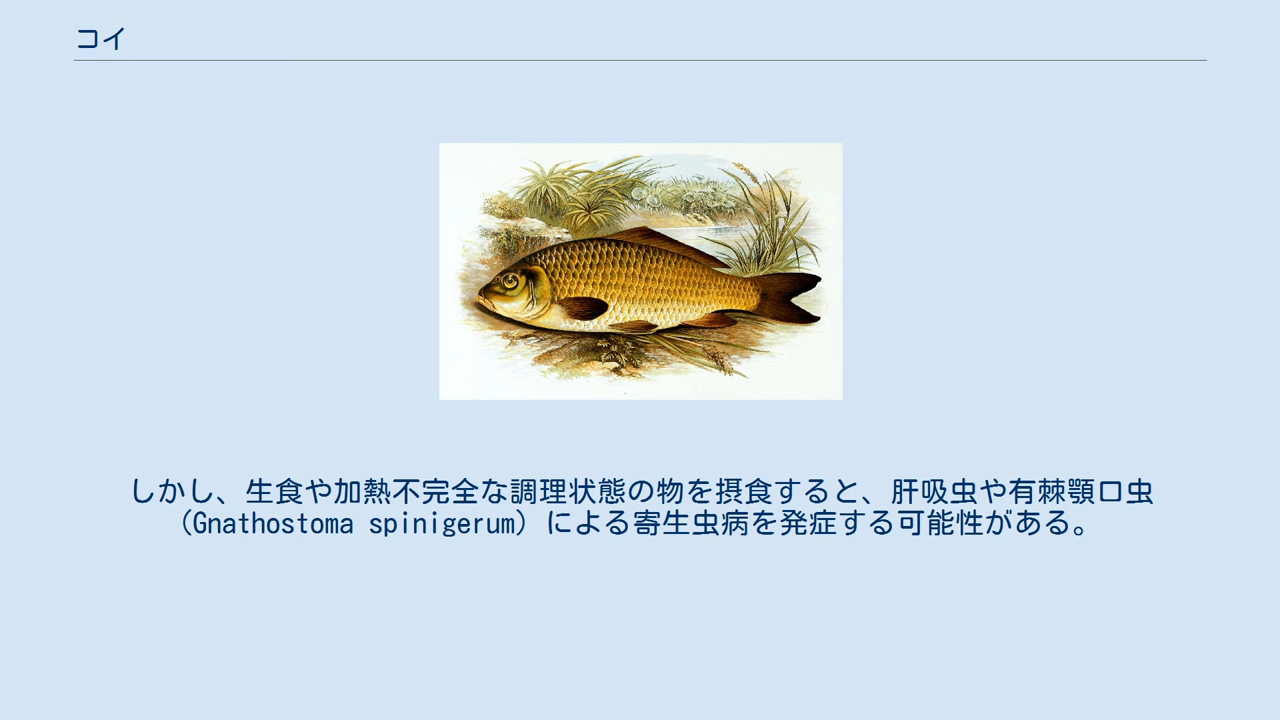 コイ
しかし、生食や加熱不完全な調理状態の物を摂食すると、肝吸虫や有棘顎口虫
（Gnathostoma spinigerum）による寄生虫病を発症する可能性がある。